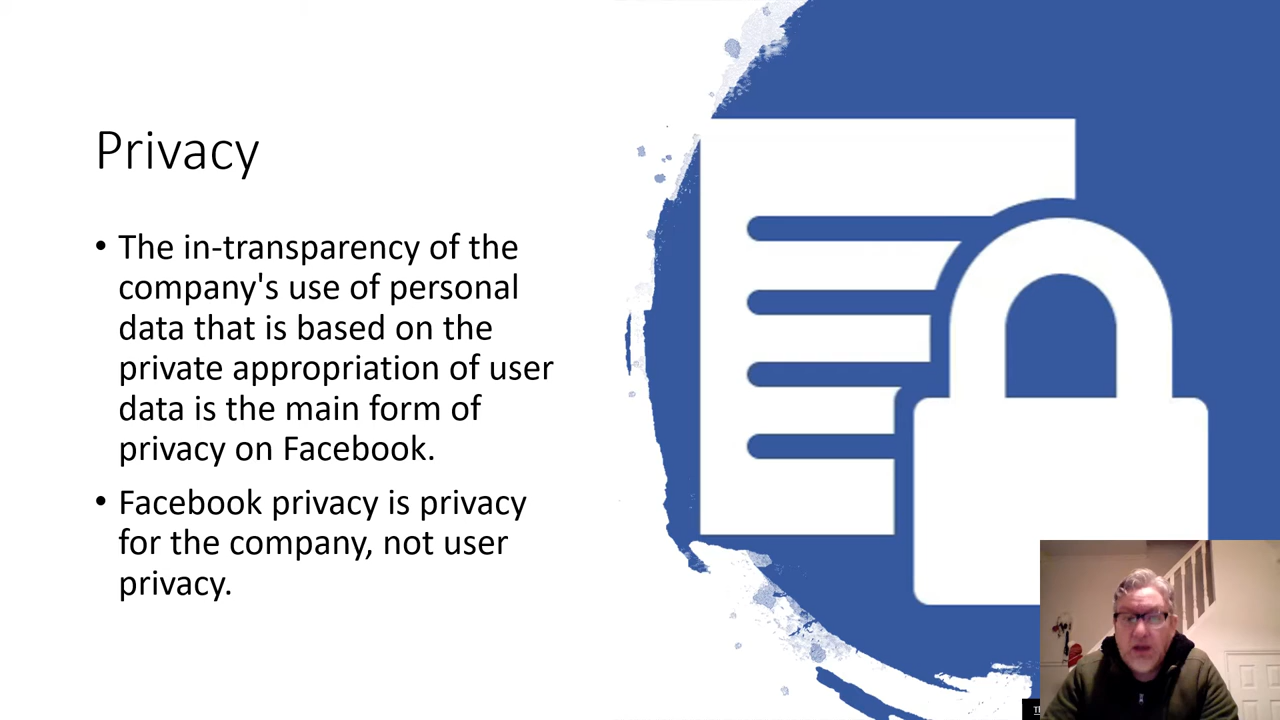 Privacy
• The in-transparency of the
company's use of personal
data that is based on the
private appropriation of user
data is the main form of
privacy on Facebook.
• Facebook privacy is privacy
for the company, not user
privacy.